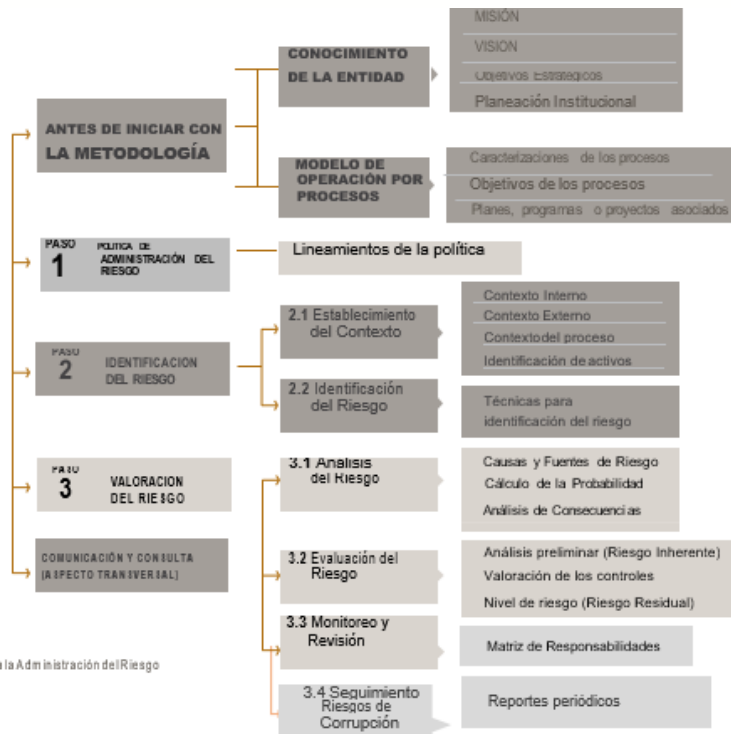 ANTES DE INICIAR CON
LA METODOLOGÍA
CONOCIMIENTO
DE LA ENTIDAD
MISIÓN
VISION
Objetivos Estratégicos
Planeación Institucional
MODELO DE
OPERACIÓN POR
PROCESOS
Caracterizaciones de los procesos
Objetivos de los procesos
Planes, programas o proyectos asociados
PASO
1
POLITICA DE
ADMINISTRACIÓN DEL
RIESGO
Lineamientos de la política
PASO
2
IDENTIFICACION
DEL RIESGO
2.1 Establecimiento
del Contexto
Contexto Interno
Contexto Externo
Contexto del proceso
Identificación de activos
2.2 Identificación
del Riesgo
Técnicas para
identificación del riesgo
PASO
3
VALORACION
DEL RIESGO
3.1 Análisis
del Riesgo
Causas y Fuentes de Riesgo
Cálculo de la Probabilidad
Análisis de Consecuencias
3.2 Evaluación del
Riesgo
Análisis preliminar (Riesgo Inherente)
Valoración de los controles
Nivel de riesgo (Riesgo Residual)
3.3 Monitoreo y
Revisión
Matriz de Responsabilidades
3.4 Seguimiento
Riesgos de
Corrupción
Reportes periódicos
COMUNICACIÓN Y CONSULTA
(ASPECTO TRANSVERSAL)
a la Administración del Riesgo